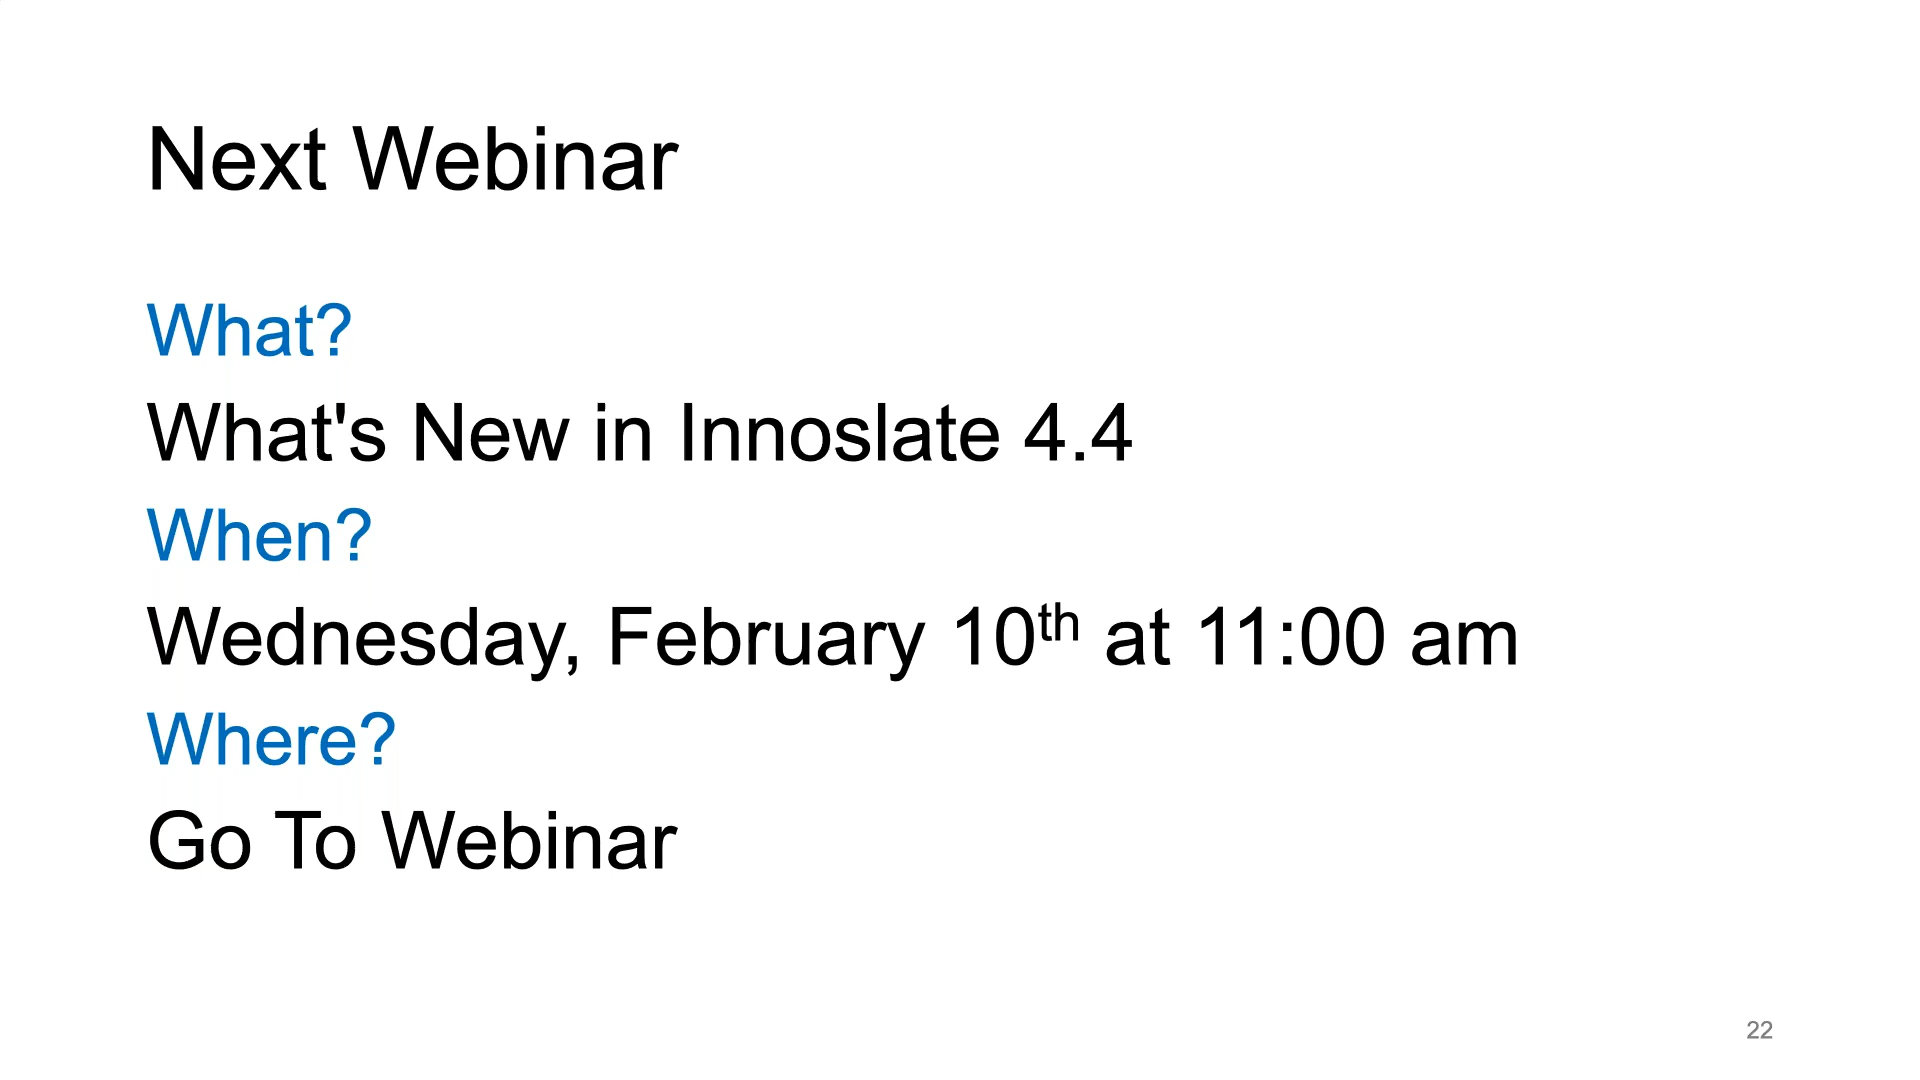 Next Webinar
What?
What's New in Innoslate 4.4
When?
Wednesday, February 10th at 11:00 am
Where?
Go To Webinar
22